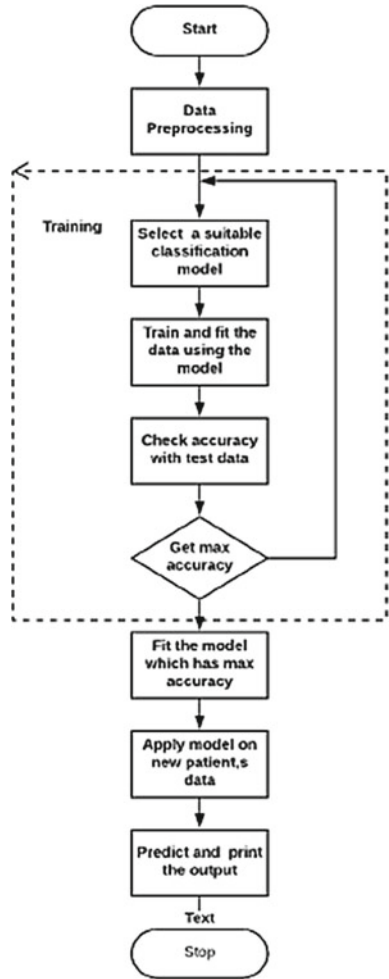 Start
Data
Preprocessing
Training
Select a suitable
classification
model
Train and fit the
data using the
model
Check accuracy
with test data
Get max
accuracy
Fit the model
which has max
accuracy
Apply model on
new patient,s
data
Predict and print
the output
Text
Stop